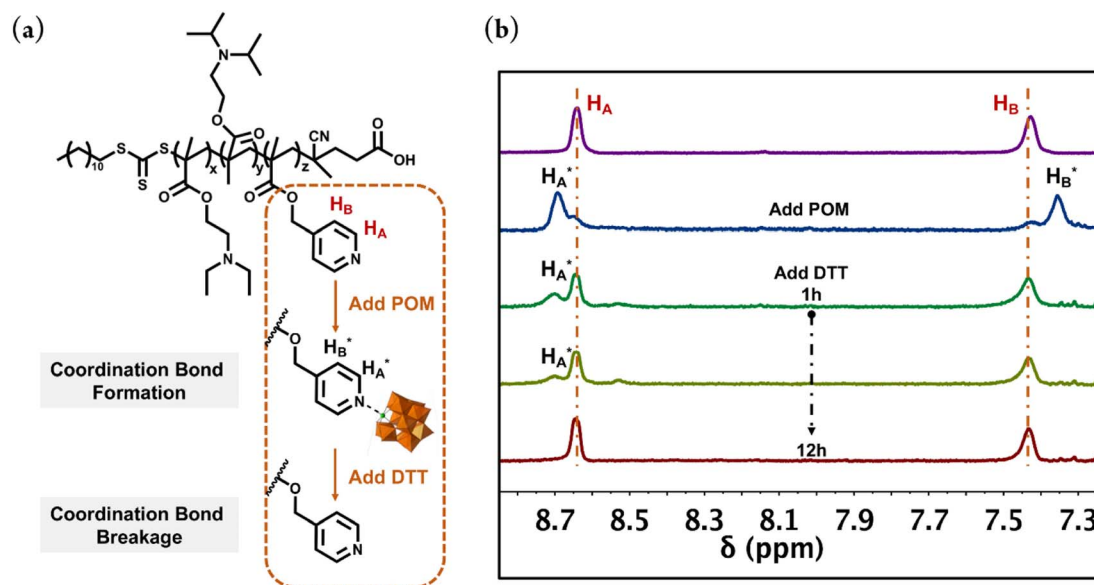 (a)
N
O
O
10
S
S
S
x
y
z
CN
O
OH
O
O
O
O
N
H_B
H_A
N
Add POM
O
H_B*
H_A*
N
Coordination Bond
Formation
Add DTT
O
N
Coordination Bond
Breakage
(b)
H_A
H_B
H_A*
H_B*
Add POM
H_A*
Add DTT
1h
H_A*
12h
8.7 8.5 8.3 8.1 7.9 7.7 7.5 7.3
δ (ppm)